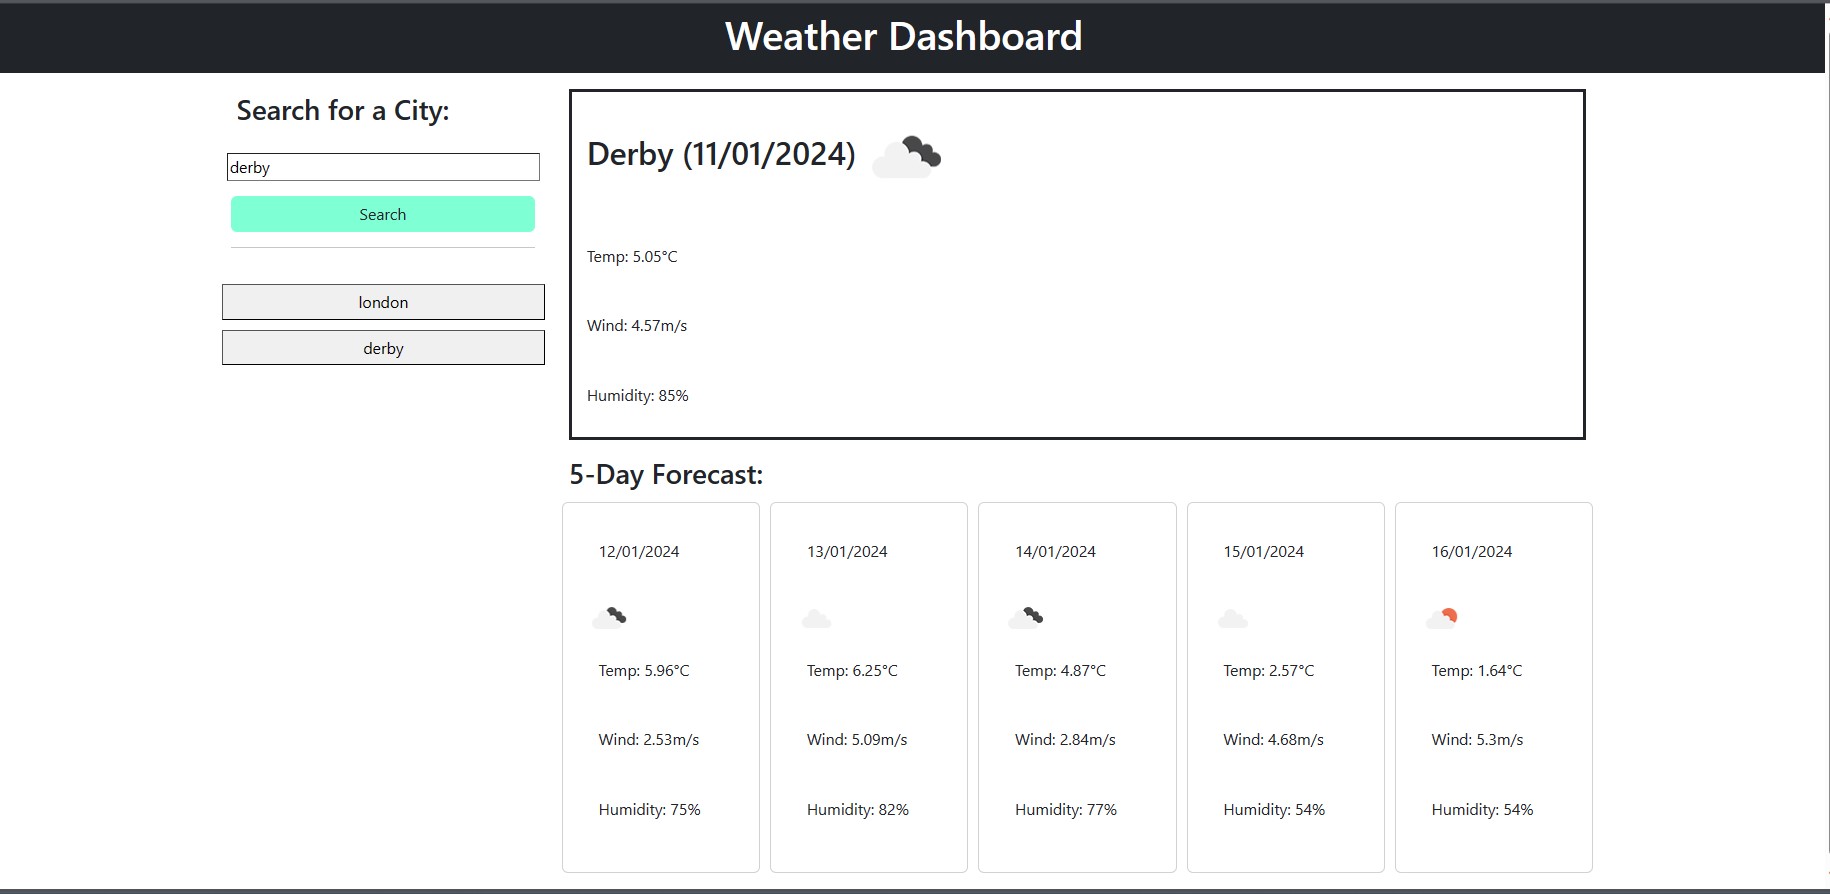 Weather Dashboard
Search for a City:
derby
Search
london
derby
Derby (11/01/2024)
Temp: 5.05°C
Wind: 4.57m/s
Humidity: 85%
5-Day Forecast:
12/01/2024
Temp: 5.96°C
Wind: 2.53m/s
Humidity: 75%
13/01/2024
Temp: 6.25°C
Wind: 5.09m/s
Humidity: 82%
14/01/2024
Temp: 4.87°C
Wind: 2.84m/s
Humidity: 77%
15/01/2024
Temp: 2.57°C
Wind: 4.68m/s
Humidity: 54%
16/01/2024
Temp: 1.64°C
Wind: 5.3m/s
Humidity: 54%